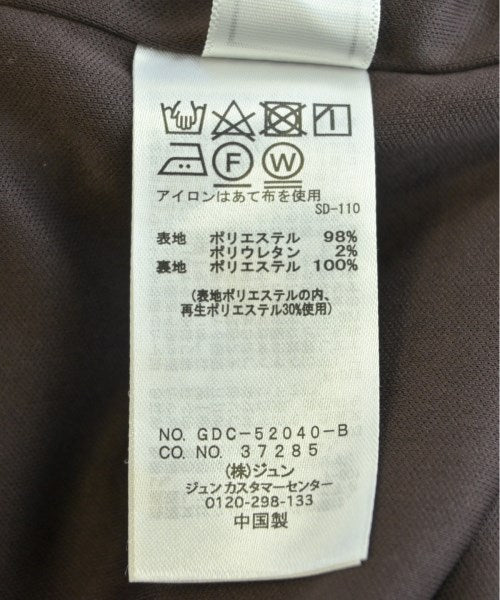 F W
アイロンはあて布を使用
SD-110
表地 ポリエステル 98%
ポリウレタン 2%
裏地 ポリエステル 100%
(表地ポリエステルの内、
再生ポリエステル30%使用)
NO. GDC-52040-B
CO. NO. 37285
(株)ジュン
ジュンカスタマーセンター
0120-298-133
中国製